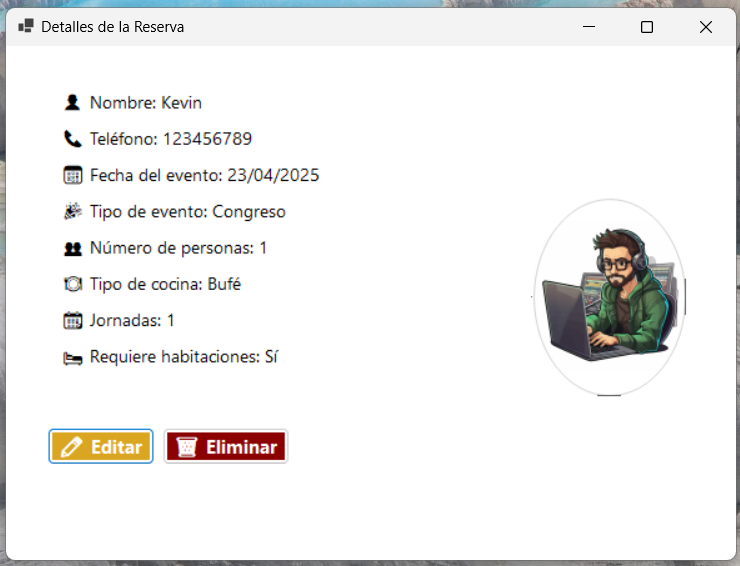 Detalles de la Reserva
Nombre: Kevin
Teléfono: 123456789
Fecha del evento: 23/04/2025
Tipo de evento: Congreso
Número de personas: 1
Tipo de cocina: Bufé
Jornadas: 1
Requiere habitaciones: Sí
Editar Eliminar